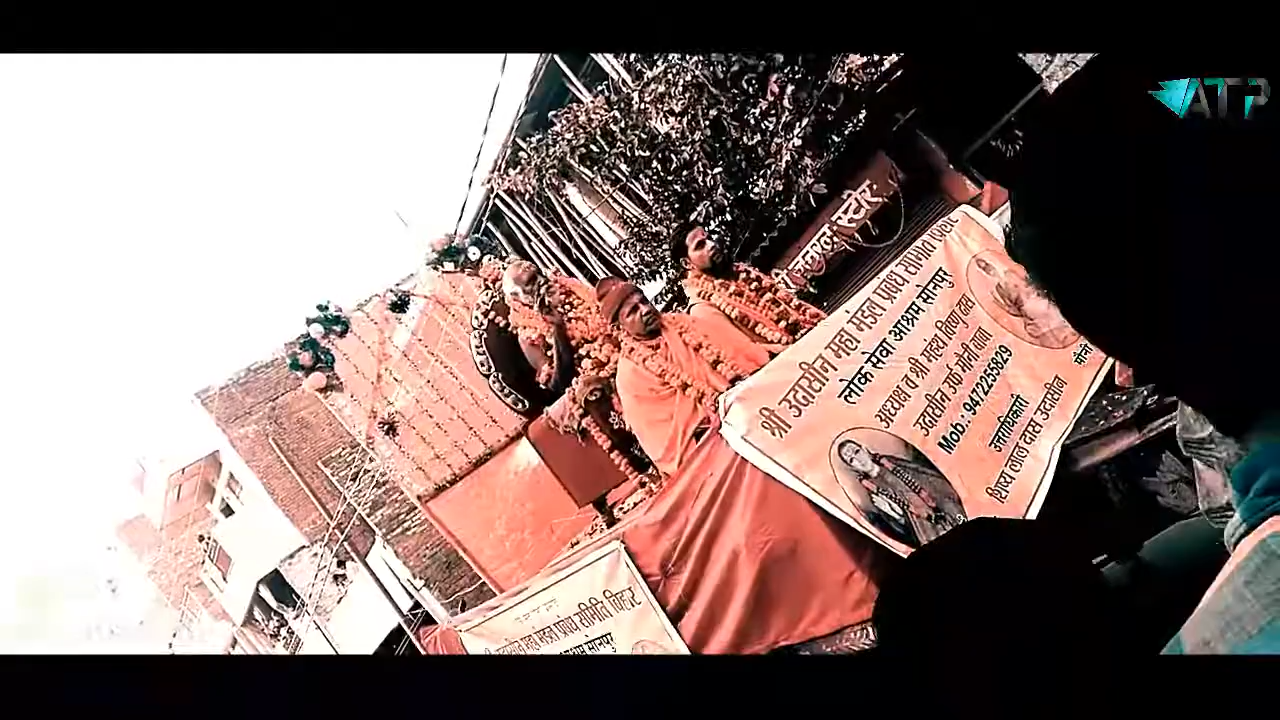 ATP
जनरल स्टोर
श्री उदासीन महा मंडल प्रबंध समिति बिहार
लोक सेवा आश्रम सोनपुर
अध्यक्ष त श्री महंत विष्णु दास
उदासीन उर्फ मौनी बाबा
Mob.: 9472255829
उत्तराधिकारी
शिष्य लाल दास उदासीन
मौनी
श्री उदासीन महा मंडल प्रबंध समिति बिहार
आश्रम सोनपुर